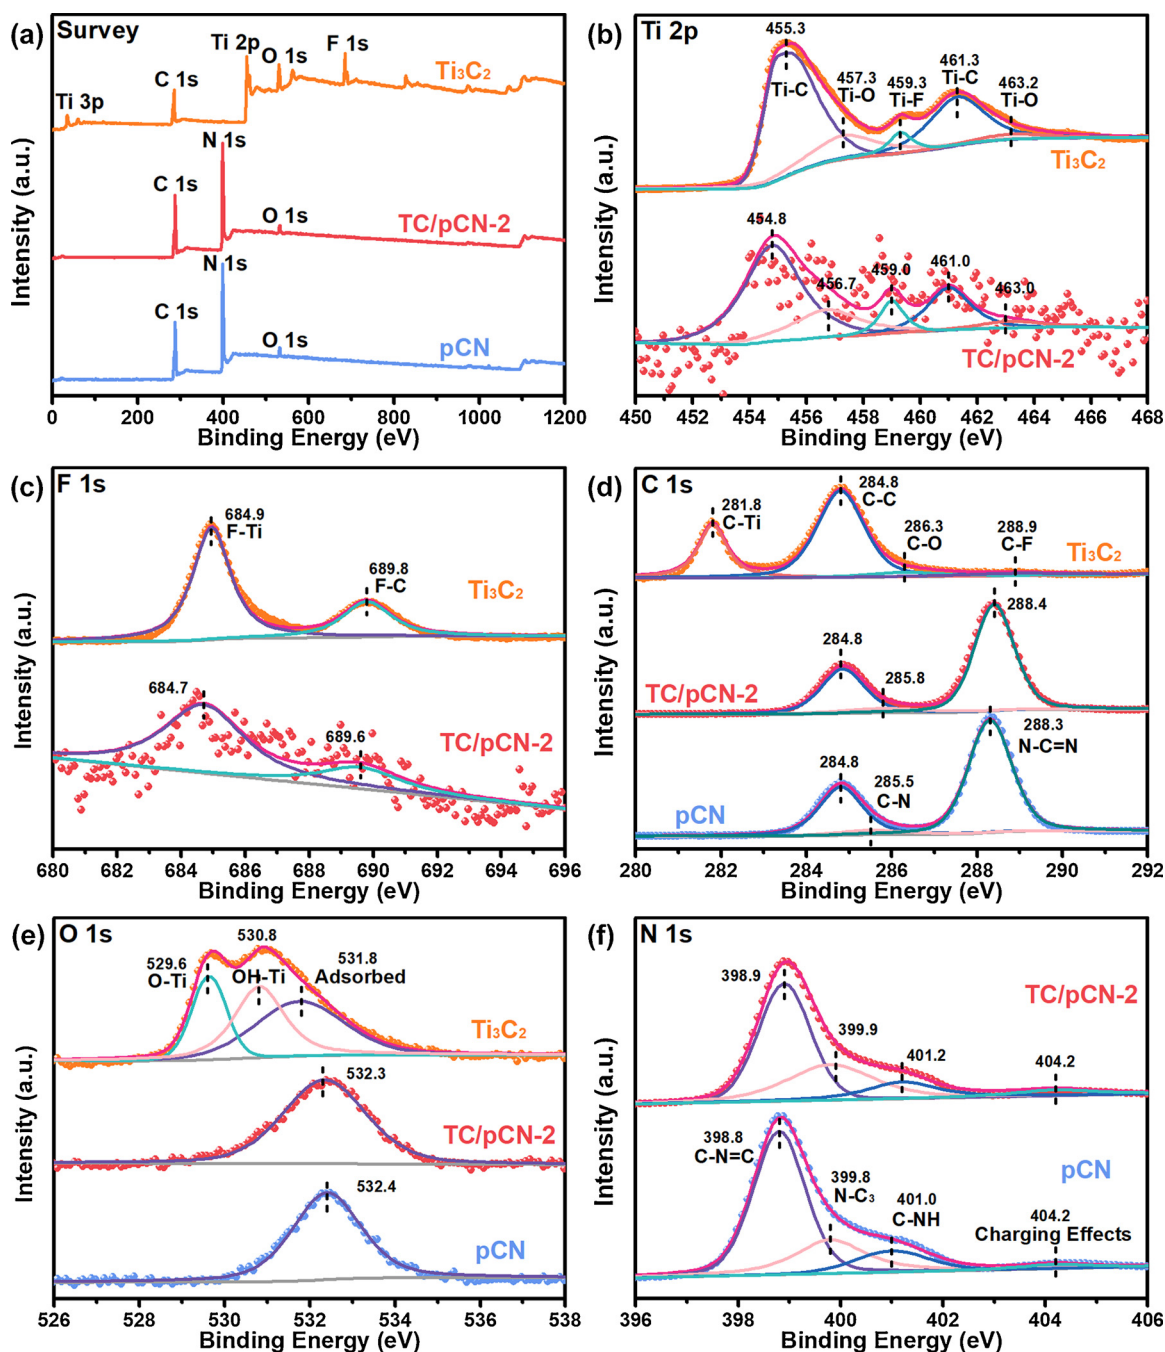 (a)
Survey
Ti 3p
C 1s
Ti 2p
O 1s
F 1s
Ti₃C₂
N 1s
C 1s
O 1s
TC/pCN-2
N 1s
C 1s
O 1s
pCN
Intensity (a.u.)
0 200 400 600 800 1000 1200
Binding Energy (eV)
(b)
Ti 2p
455.3
Ti-C
457.3
Ti-O
459.3
Ti-F
461.3
Ti-C
463.2
Ti-O
Ti₃C₂
454.8
456.7
459.0
461.0
463.0
TC/pCN-2
Intensity (a.u.)
450 452 454 456 458 460 462 464 466 468
Binding Energy (eV)
(c)
F 1s
684.9
F-Ti
689.8
F-C
Ti₃C₂
684.7
689.6
TC/pCN-2
Intensity (a.u.)
680 682 684 686 688 690 692 694 696
Binding Energy (eV)
(d)
C 1s
281.8
C-Ti
284.8
C-C
286.3
C-O
288.9
C-F
Ti₃C₂
284.8
285.8
288.4
TC/pCN-2
284.8
285.5
C-N
288.3
N-C=N
pCN
Intensity (a.u.)
280 282 284 286 288 290 292
Binding Energy (eV)
(e)
O 1s
529.6
O-Ti
530.8
OH-Ti
531.8
Adsorbed
Ti₃C₂
532.3
TC/pCN-2
532.4
pCN
Intensity (a.u.)
526 528 530 532 534 536 538
Binding Energy (eV)
(f)
N 1s
398.9
399.9
401.2
404.2
TC/pCN-2
398.8
C-N=C
399.8
N-C₃
401.0
C-NH
404.2
Charging Effects
pCN
Intensity (a.u.)
396 398 400 402 404 406
Binding Energy (eV)